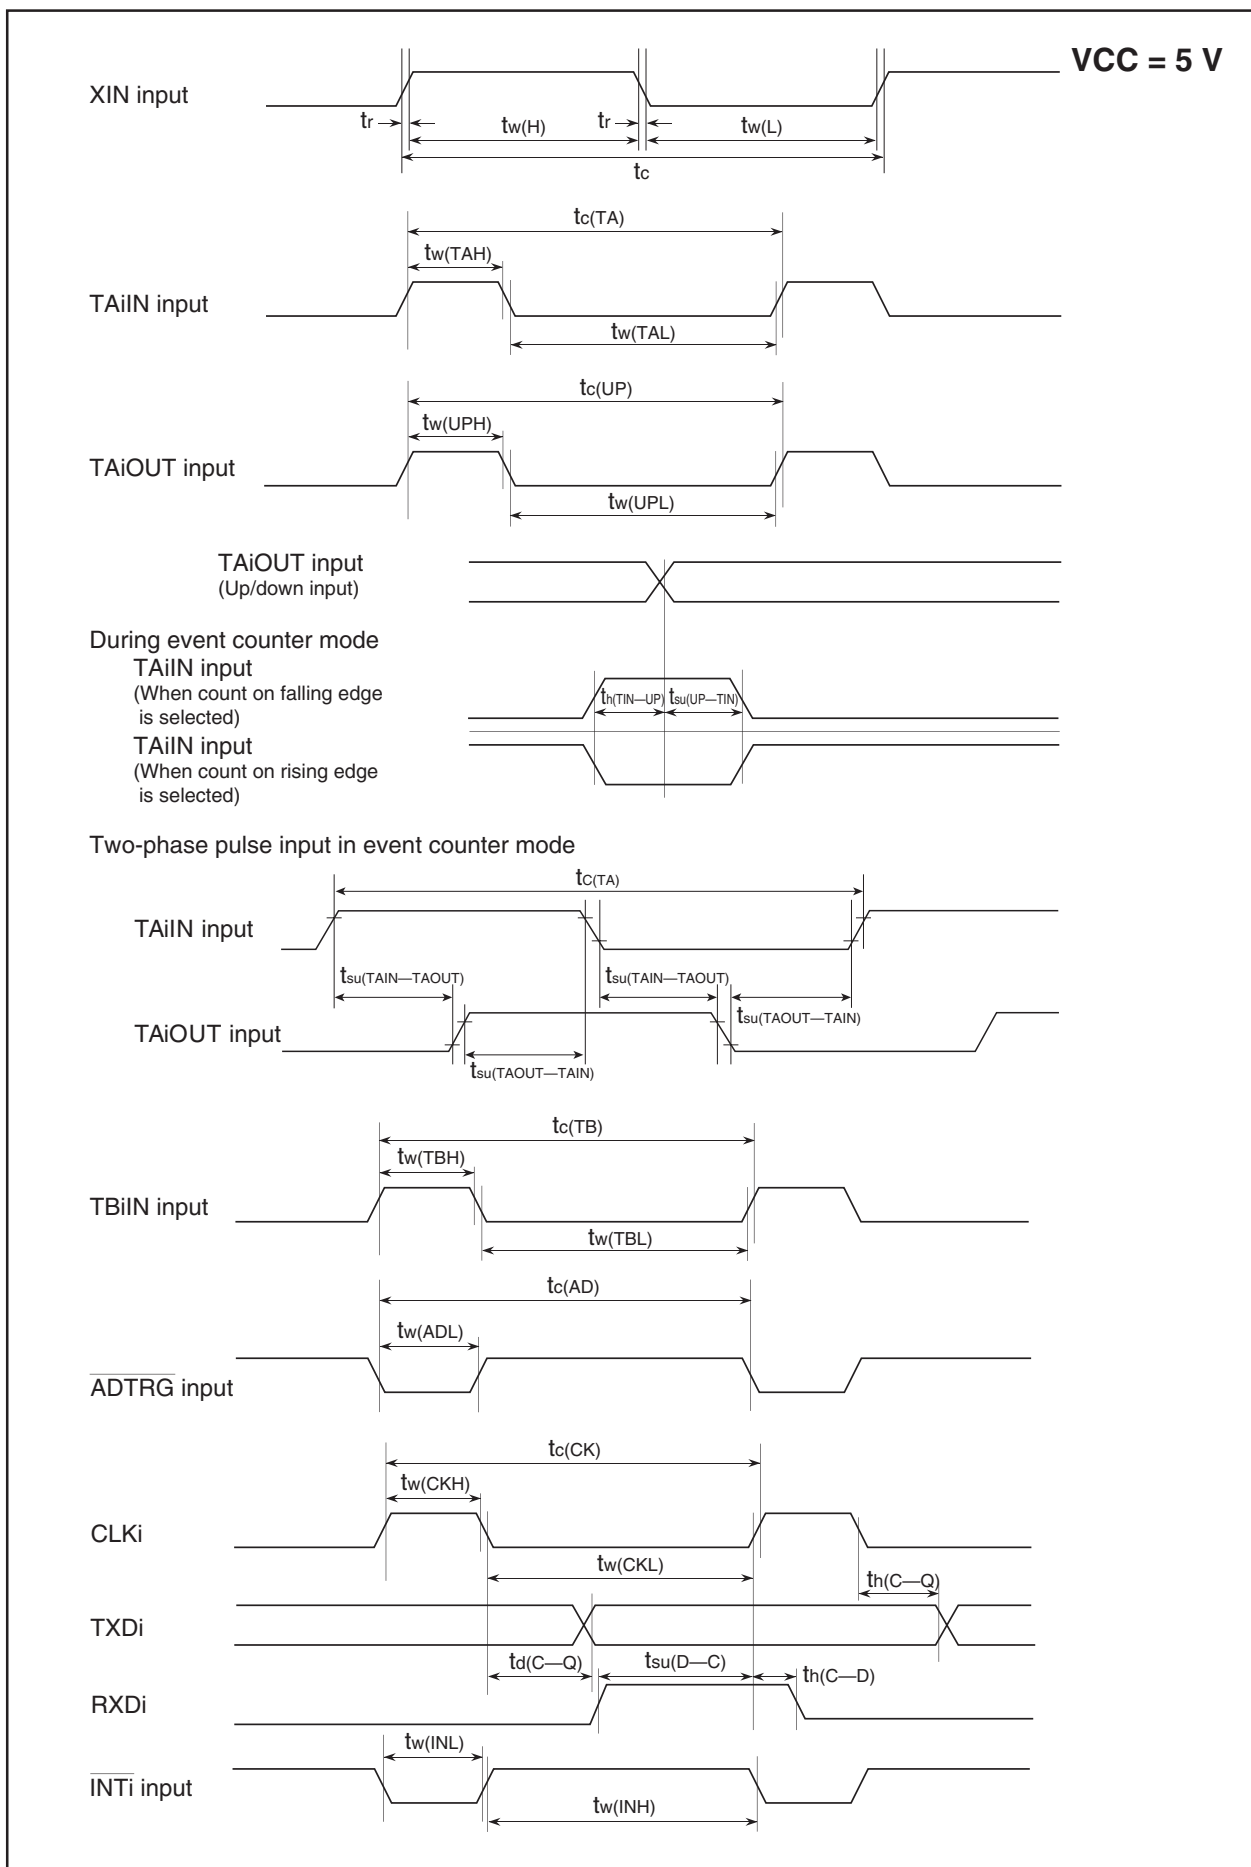 VCC = 5 V
XIN input
tr
tw(H)
tr
tw(L)
tc
tc(TA)
tw(TAH)
TAiIN input
tw(TAL)
tc(UP)
tw(UPH)
TAiOUT input
tw(UPL)
TAiOUT input
(Up/down input)
During event counter mode
TAiIN input
(When count on falling edge
is selected)
th(TIN—UP)
tsu(UP—TIN)
TAiIN input
(When count on rising edge
is selected)
Two-phase pulse input in event counter mode
tC(TA)
TAiIN input
tsu(TAIN—TAOUT)
tsu(TAIN—TAOUT)
tsu(TAOUT—TAIN)
TAiOUT input
tsu(TAOUT—TAIN)
tc(TB)
tw(TBH)
TBiIN input
tw(TBL)
tc(AD)
tw(ADL)
ADTRG input
tc(CK)
tw(CKH)
CLKi
tw(CKL)
th(C—Q)
TXDi
td(C—Q)
tsu(D—C)
th(C—D)
RXDi
tw(INL)
INTi input
tw(INH)